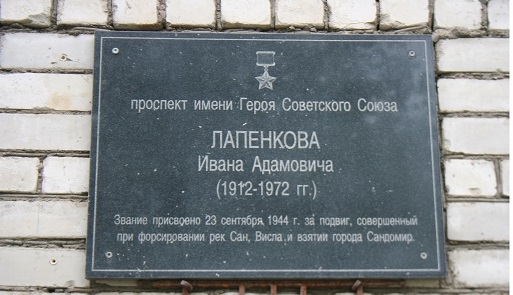 проспект имени Героя Советского Союза
ЛАПЕНКОВА
Ивана Адамовича
(1912-1972 гг.)
Звание присвоено 23 сентября 1944 г. за подвиг, совершенный
при форсировании рек Сан, Висла и взятии города Сандомир.